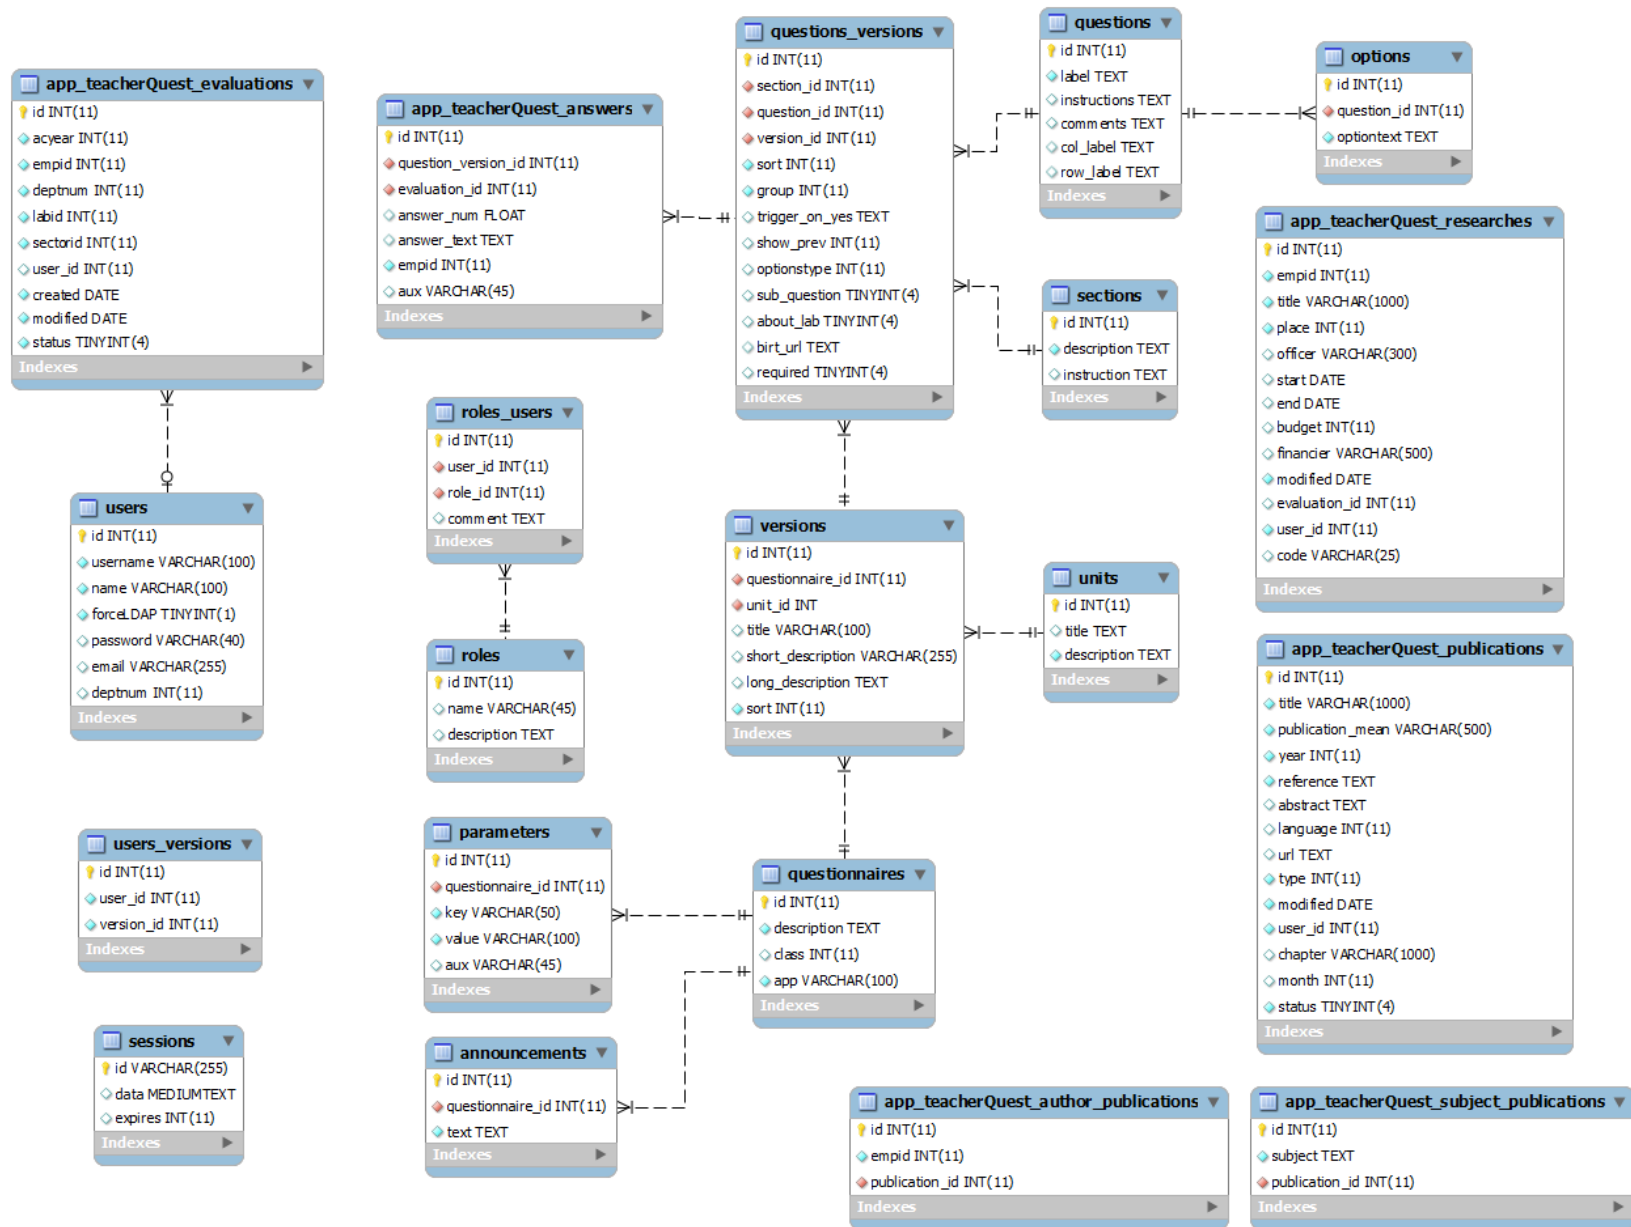 app_teacherQuest_evaluations
id INT(11)
acyear INT(11)
empid INT(11)
deptnum INT(11)
labid INT(11)
sectorid INT(11)
user_id INT(11)
created DATE
modified DATE
status TINYINT(4)
Indexes
app_teacherQuest_answers
id INT(11)
question_version_id INT(11)
evaluation_id INT(11)
answer_num FLOAT
answer_text TEXT
empid INT(11)
aux VARCHAR(45)
Indexes
questions_versions
id INT(11)
section_id INT(11)
question_id INT(11)
version_id INT(11)
sort INT(11)
group INT(11)
trigger_on_yes TEXT
show_prev INT(11)
optionstype INT(11)
sub_question TINYINT(4)
about_lab TINYINT(4)
birt_url TEXT
required TINYINT(4)
Indexes
questions
id INT(11)
label TEXT
instructions TEXT
comments TEXT
col_label TEXT
row_label TEXT
Indexes
options
id INT(11)
question_id INT(11)
optiontext TEXT
Indexes
app_teacherQuest_researches
id INT(11)
empid INT(11)
title VARCHAR(1000)
place INT(11)
officer VARCHAR(300)
start DATE
end DATE
budget INT(11)
financier VARCHAR(500)
modified DATE
evaluation_id INT(11)
user_id INT(11)
code VARCHAR(25)
Indexes
sections
id INT(11)
description TEXT
instruction TEXT
Indexes
roles_users
id INT(11)
user_id INT(11)
role_id INT(11)
comment TEXT
Indexes
users
id INT(11)
username VARCHAR(100)
name VARCHAR(100)
forceLDAP TINYINT(1)
password VARCHAR(40)
email VARCHAR(255)
deptnum INT(11)
Indexes
versions
id INT(11)
questionnaire_id INT(11)
unit_id INT
title VARCHAR(100)
short_description VARCHAR(255)
long_description TEXT
sort INT(11)
Indexes
units
id INT(11)
title TEXT
description TEXT
Indexes
roles
id INT(11)
name VARCHAR(45)
description TEXT
Indexes
app_teacherQuest_publications
id INT(11)
title VARCHAR(1000)
publication_mean VARCHAR(500)
year INT(11)
reference TEXT
abstract TEXT
language INT(11)
url TEXT
type INT(11)
modified DATE
user_id INT(11)
chapter VARCHAR(1000)
month INT(11)
status TINYINT(4)
Indexes
users_versions
id INT(11)
user_id INT(11)
version_id INT(11)
Indexes
parameters
id INT(11)
questionnaire_id INT(11)
key VARCHAR(50)
value VARCHAR(100)
aux VARCHAR(45)
Indexes
questionnaires
id INT(11)
description TEXT
class INT(11)
app VARCHAR(100)
Indexes
sessions
id VARCHAR(255)
data MEDIUMTEXT
expires INT(11)
Indexes
announcements
id INT(11)
questionnaire_id INT(11)
text TEXT
Indexes
app_teacherQuest_author_publications
id INT(11)
empid INT(11)
publication_id INT(11)
Indexes
app_teacherQuest_subject_publications
id INT(11)
subject TEXT
publication_id INT(11)
Indexes